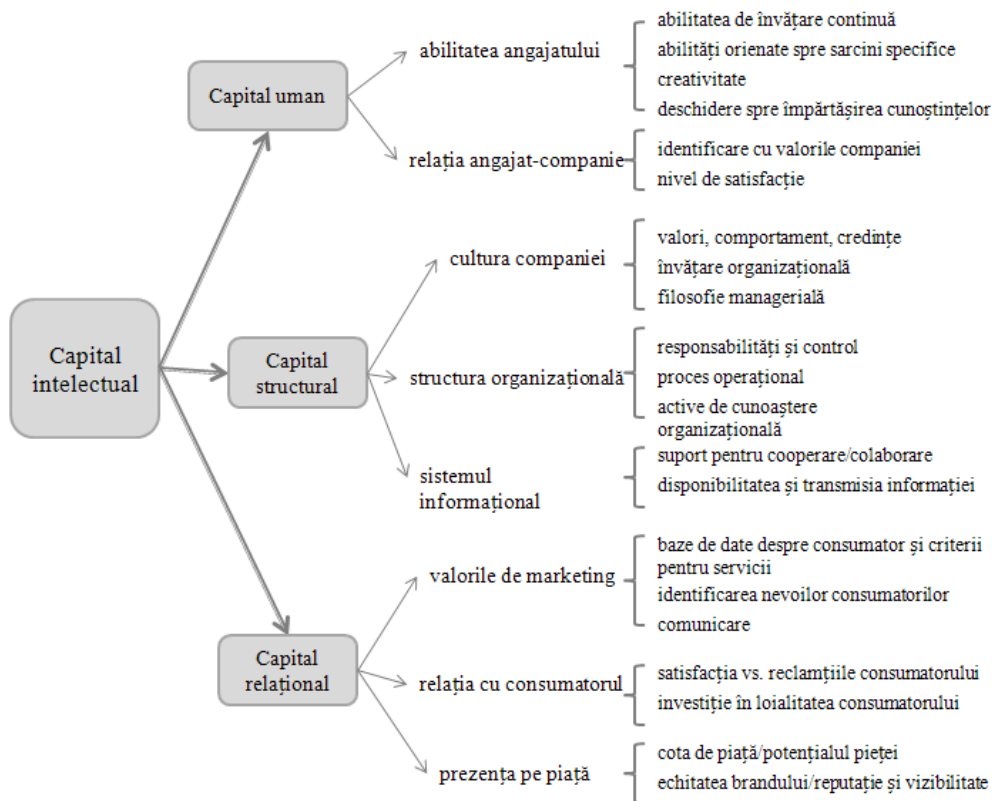 Capital
intelectual
Capital uman
abilitatea angajatului
abilitatea de învățare continuă
abilități orienate spre sarcini specifice
creativitate
deschidere spre împărtășirea cunoștințelor
relația angajat-companie
identificare cu valorile companiei
nivel de satisfacție
Capital
structural
cultura companiei
valori, comportament, credințe
învățare organizațională
filosofie managerială
structura organizațională
responsabilități și control
proces operațional
active de cunoaștere
organizațională
sistemul
informațional
suport pentru cooperare/colaborare
disponibilitatea și transmisia informației
Capital
relațional
valorile de marketing
baze de date despre consumator și criterii
pentru servicii
identificarea nevoilor consumatorilor
comunicare
relația cu consumatorul
satisfacția vs. reclamțiile consumatorului
investiție în loialitatea consumatorului
prezența pe piață
cota de piață/potențialul pieței
echitatea brandului/reputație și vizibilitate